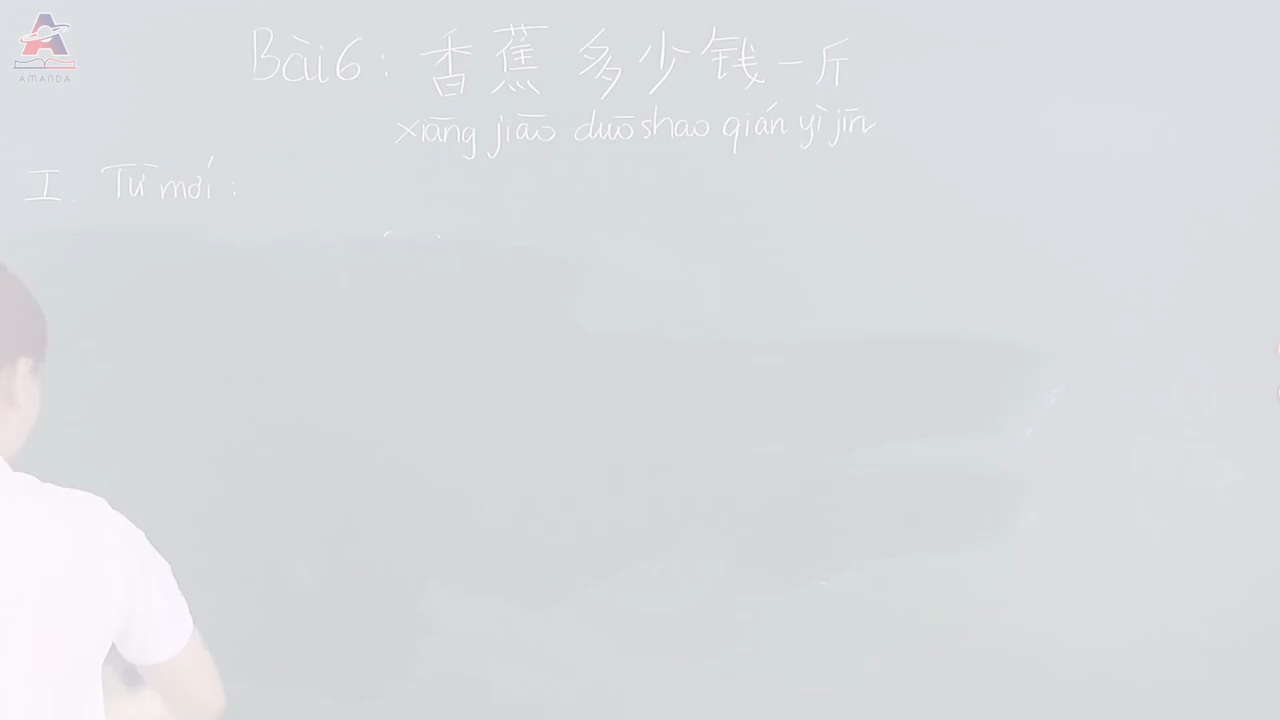 AMANDA
Bài 6: 香蕉多少钱一斤
xiāng jiāo duōshao qián yì jīn
I. Từ mới: